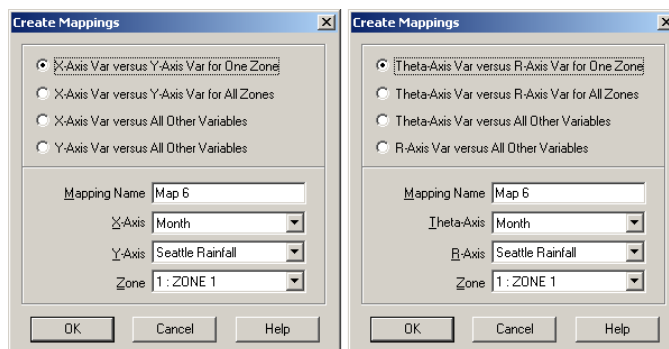 Create Mappings
X-Axis Var versus Y-Axis Var for One Zone
X-Axis Var versus Y-Axis Var for All Zones
X-Axis Var versus All Other Variables
Y-Axis Var versus All Other Variables
Mapping Name Map 6
X-Axis Month
Y-Axis Seattle Rainfall
Zone 1 : ZONE 1
OK Cancel Help
Create Mappings
Theta-Axis Var versus R-Axis Var for One Zone
Theta-Axis Var versus R-Axis Var for All Zones
Theta-Axis Var versus All Other Variables
R-Axis Var versus All Other Variables
Mapping Name Map 6
Theta-Axis Month
R-Axis Seattle Rainfall
Zone 1 : ZONE 1
OK Cancel Help